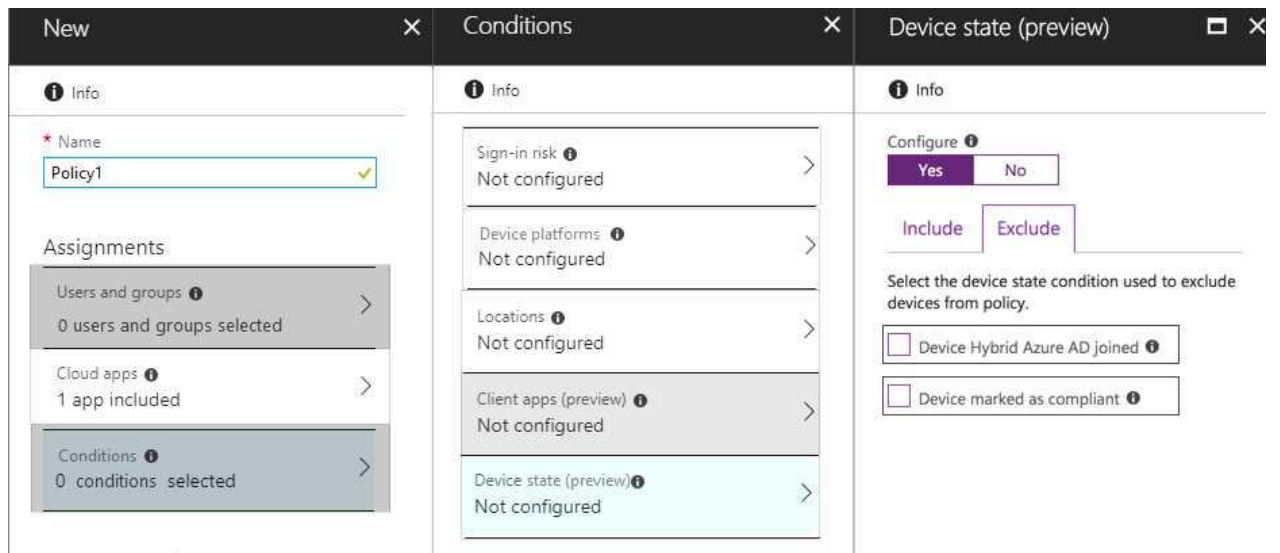 New
Info
* Name
Policy1
Assignments
Users and groups
0 users and groups selected
Cloud apps
1 app included
Conditions
0 conditions selected
Conditions
Info
Sign-in risk
Not configured
Device platforms
Not configured
Locations
Not configured
Client apps (preview)
Not configured
Device state (preview)
Not configured
Device state (preview)
Info
Configure
Yes No
Include Exclude
Select the device state condition used to exclude
devices from policy.
Device Hybrid Azure AD joined
Device marked as compliant